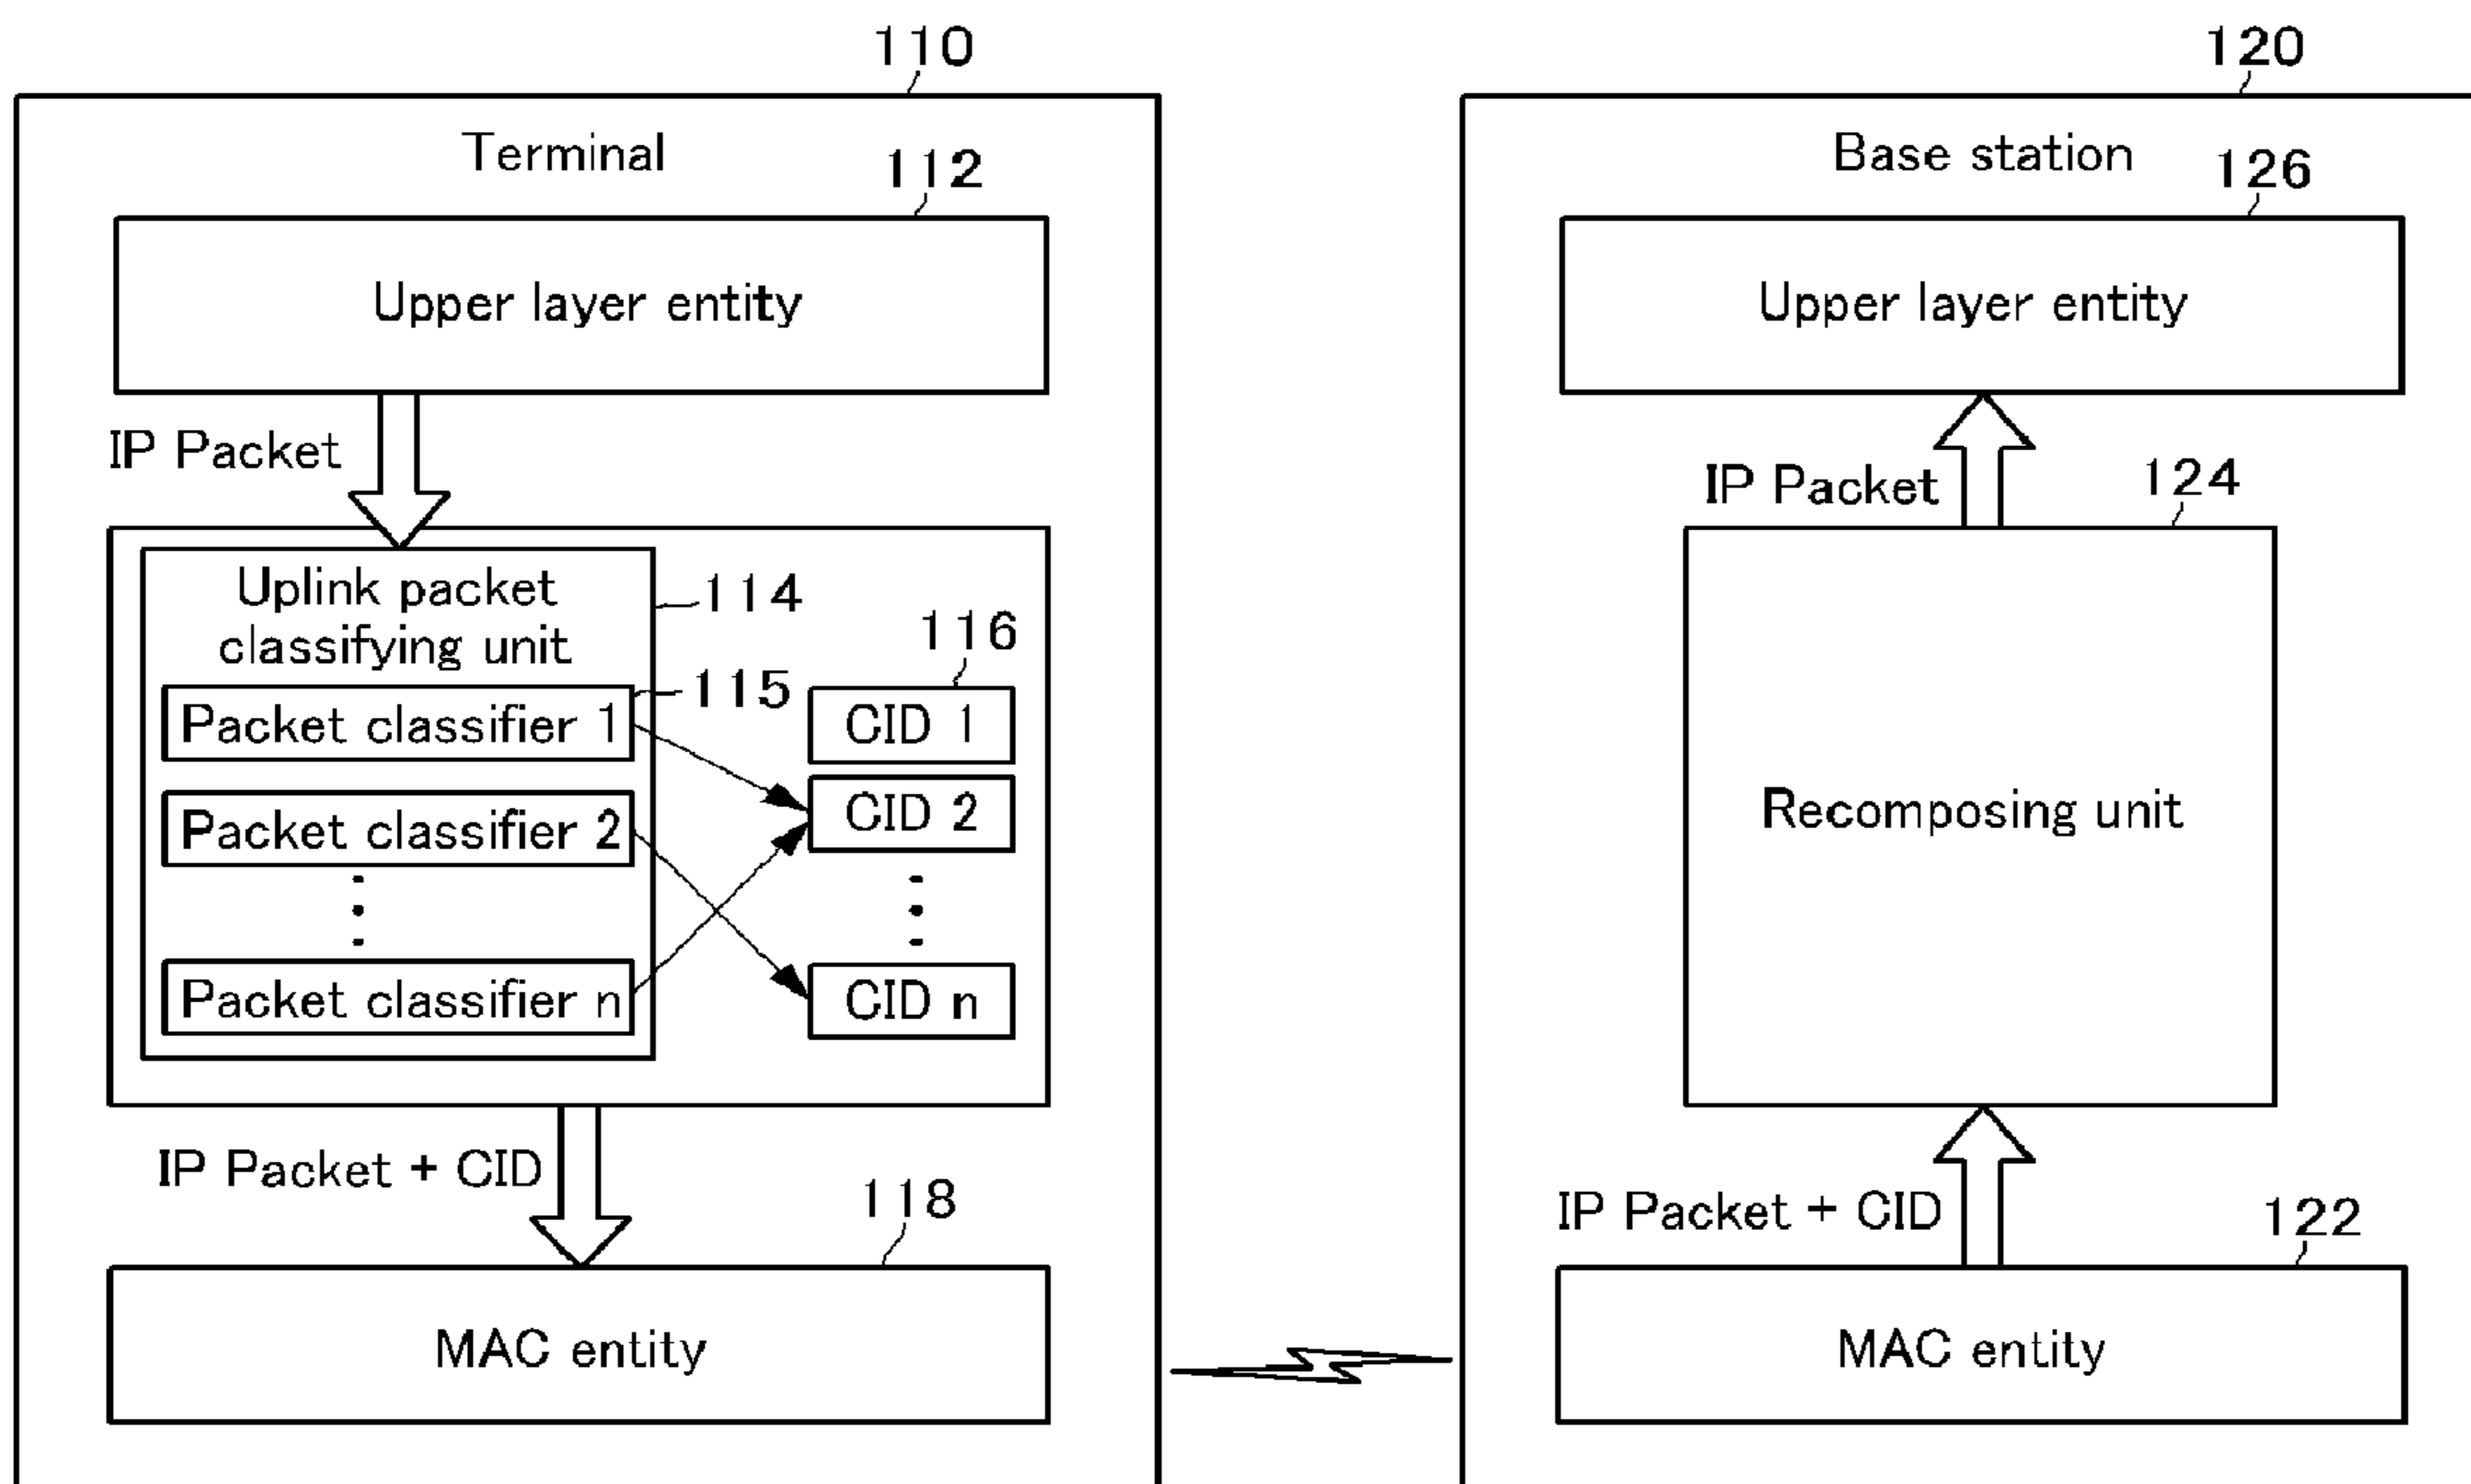 110
Terminal
112
Upper layer entity
IP Packet
Uplink packet
classifying unit
114
115
116
Packet classifier 1
Packet classifier 2
Packet classifier n
CID 1
CID 2
CID n
IP Packet + CID
118
MAC entity
120
Base station
126
Upper layer entity
IP Packet
124
Recomposing unit
IP Packet + CID
122
MAC entity